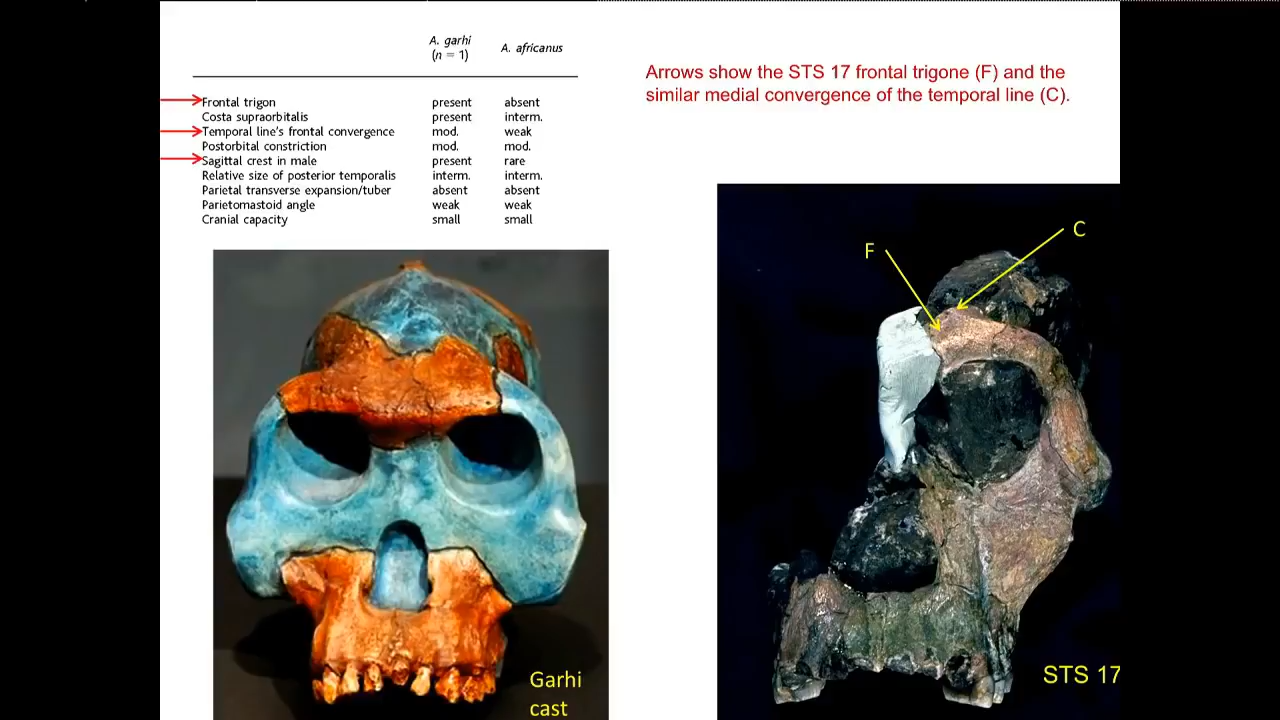 A. garhi
(n = 1)
A. africanus
Frontal trigon present absent
Costa supraorbitalis present interm.
Temporal line's frontal convergence mod. weak
Postorbital constriction mod. mod.
Sagittal crest in male present rare
Relative size of posterior temporalis interm. interm.
Parietal transverse expansion/tuber absent absent
Parietomastoid angle weak weak
Cranial capacity small small
Arrows show the STS 17 frontal trigone (F) and the
similar medial convergence of the temporal line (C).
F
C
Garhi
cast
STS 17